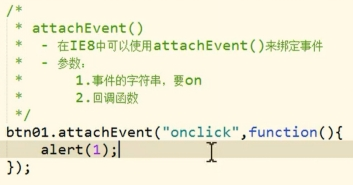 /*
 * attachEvent()
 *  - 在IE8中可以使用attachEvent()来绑定事件
 *  - 参数:
 *      1.事件的字符串，要on
 *      2.回调函数
 */
btn01.attachEvent("onclick",function(){
    alert(1);
});